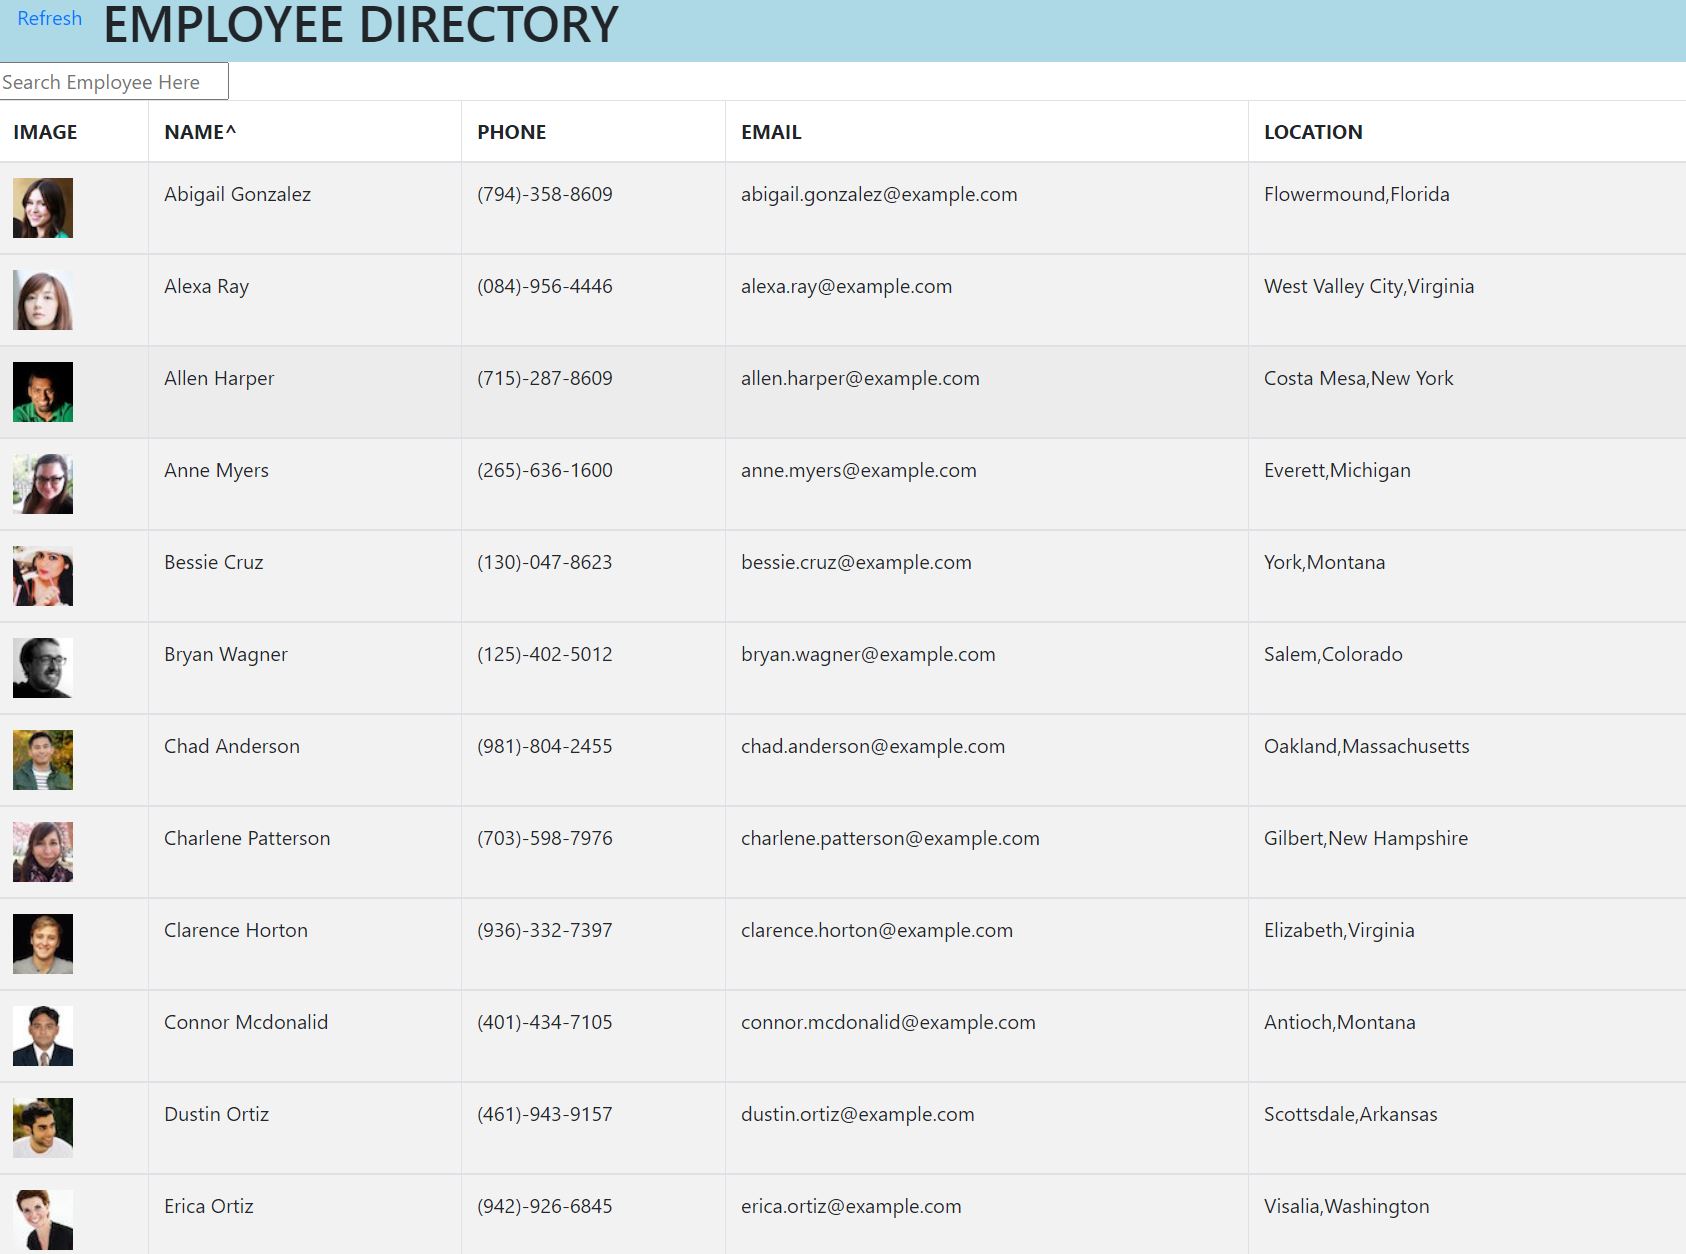 Refresh EMPLOYEE DIRECTORY
Search Employee Here
IMAGE NAME^ PHONE EMAIL LOCATION
Abigail Gonzalez (794)-358-8609 abigail.gonzalez@example.com Flowermound,Florida
Alexa Ray (084)-956-4446 alexa.ray@example.com West Valley City,Virginia
Allen Harper (715)-287-8609 allen.harper@example.com Costa Mesa,New York
Anne Myers (265)-636-1600 anne.myers@example.com Everett,Michigan
Bessie Cruz (130)-047-8623 bessie.cruz@example.com York,Montana
Bryan Wagner (125)-402-5012 bryan.wagner@example.com Salem,Colorado
Chad Anderson (981)-804-2455 chad.anderson@example.com Oakland,Massachusetts
Charlene Patterson (703)-598-7976 charlene.patterson@example.com Gilbert,New Hampshire
Clarence Horton (936)-332-7397 clarence.horton@example.com Elizabeth,Virginia
Connor Mcdonalid (401)-434-7105 connor.mcdonalid@example.com Antioch,Montana
Dustin Ortiz (461)-943-9157 dustin.ortiz@example.com Scottsdale,Arkansas
Erica Ortiz (942)-926-6845 erica.ortiz@example.com Visalia,Washington